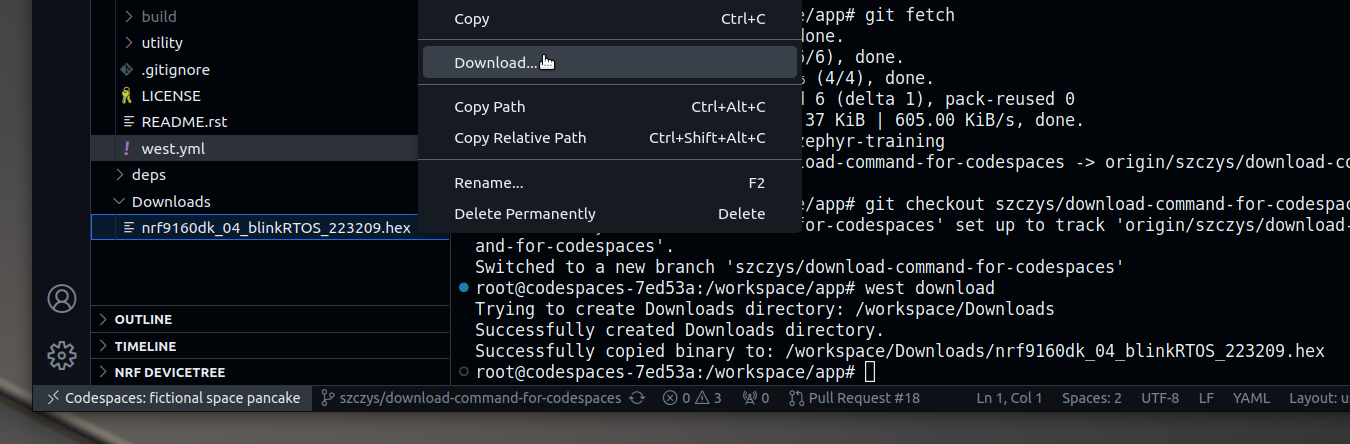 build
utility
.gitignore
LICENSE
README.rst
west.yml
deps
Downloads
nrf9160dk_04_blinkRTOS_223209.hex
OUTLINE
TIMELINE
NRF DEVICETREE
Copy Ctrl+C
Download...
Copy Path Ctrl+Alt+C
Copy Relative Path Ctrl+Shift+Alt+C
Rename... F2
Delete Permanently Delete
/app# git fetch
done.
/6), done.
(4/4), done.
6 (delta 1), pack-reused 0
37 KiB | 605.00 KiB/s, done.
zephyr-training
load-command-for-codespaces -> origin/szczys/download-co
/app# git checkout szczys/download-command-for-codespac
for-codespaces' set up to track 'origin/szczys/download-
and-for-codespaces'.
Switched to a new branch 'szczys/download-command-for-codespaces'
root@codespaces-7ed53a:/workspace/app# west download
Trying to create Downloads directory: /workspace/Downloads
Successfully created Downloads directory.
Successfully copied binary to: /workspace/Downloads/nrf9160dk_04_blinkRTOS_223209.hex
root@codespaces-7ed53a:/workspace/app#
Codespaces: fictional space pancake szczys/download-command-for-codespaces 0 3 0 Pull Request #18 Ln 1, Col 1 Spaces: 2 UTF-8 LF YAML Layout: u